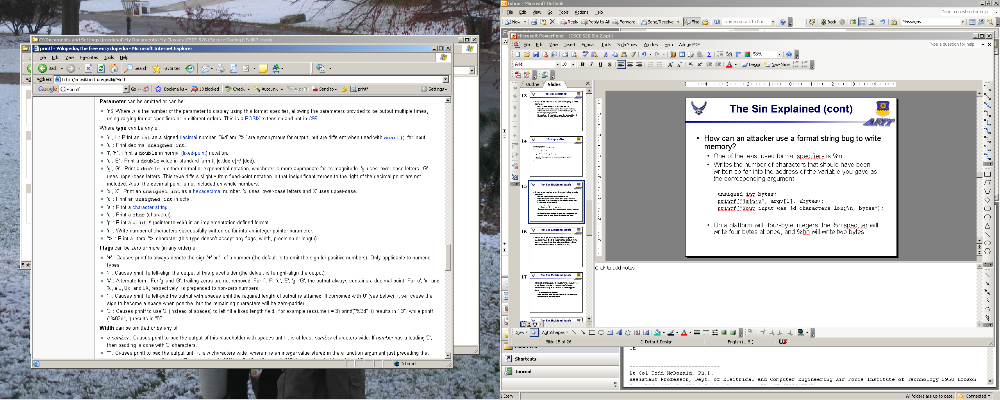 C:\Documents and Settings\jmcdonal\My Documents\My Classes\CSCE-526 (Secure Coding)\Fall07-mcdo
printf - Wikipedia, the free encyclopedia - Microsoft Internet Explorer
File Edit View Favorites Tools Help
Back Search Favorites
Address http://en.wikipedia.org/wiki/Printf
Google printf Go Bookmarks 13 blocked Check AutoLink AutoFill Send to printf Settings
Parameter can be omitted or can be:
'n$' Where n is the number of the parameter to display using this format specifier, allowing the parameters provided to be output multiple times,
using varying format specifiers or in different orders. This is a POSIX extension and not in C99.
Where type can be any of:
'd', 'i' : Print an int as a signed decimal number. '%d' and '%i' are synonymous for output, but are different when used with scanf() for input.
'u' : Print decimal unsigned int.
'f', 'F' : Print a double in normal (fixed-point) notation.
'e', 'E' : Print a double value in standard form ([-]d.ddd e[+/-]ddd).
'g', 'G' : Print a double in either normal or exponential notation, whichever is more appropriate for its magnitude. 'g' uses lower-case letters, 'G'
uses upper-case letters. This type differs slightly from fixed-point notation in that insignificant zeroes to the right of the decimal point are not
included. Also, the decimal point is not included on whole numbers.
'x', 'X' : Print an unsigned int as a hexadecimal number. 'x' uses lower-case letters and 'X' uses upper-case.
'o' : Print an unsigned int in octal.
's' : Print a character string.
'c' : Print a char (character).
'p' : Print a void * (pointer to void) in an implementation-defined format.
'n' : Write number of characters successfully written so far into an integer pointer parameter.
'%' : Print a literal '%' character (this type doesn't accept any flags, width, precision or length).
Flags can be zero or more (in any order) of:
'+' : Causes printf to always denote the sign '+' or '-' of a number (the default is to omit the sign for positive numbers). Only applicable to numeric
types.
'-' : Causes printf to left-align the output of this placeholder (the default is to right-align the output).
'#' : Alternate form. For 'g' and 'G', trailing zeros are not removed. For 'f', 'F', 'e', 'E', 'g', 'G', the output always contains a decimal point. For 'o', 'x', and
'X', a 0, 0x, and 0X, respectively, is prepended to non-zero numbers.
' ' : Causes printf to left-pad the output with spaces until the required length of output is attained. If combined with '0' (see below), it will cause the
sign to become a space when positive, but the remaining characters will be zero-padded
'0' : Causes printf to use '0' (instead of spaces) to left fill a fixed length field. For example (assume i = 3) printf("%2d", i) results in " 3", while printf
("%02d", i) results in "03"
Width can be omitted or be any of:
a number : Causes printf to pad the output of this placeholder with spaces until it is at least number characters wide. If number has a leading '0',
then padding is done with '0' characters.
'*' : Causes printf to pad the output until it is n characters wide, where n is an integer value stored in the a function argument just preceding that
Internet
5 obj
Inbox - Microsoft Outlook
File Edit View Go Tools Actions Help
Type a question for help
New Reply Reply to All Forward Send/Receive Find Type a contact to find Back Messages
Microsoft PowerPoint - [CSCE 526 Sin 2.ppt]
File Edit View Insert Format Tools Slide Show Window Help Adobe PDF
Type a question for help
56%
Arial 18 B I U S Design New Slide
Outline Slides
13 The Sin Explained
14 Example -%n
15 The Sin Explained (cont)
16 The Sin Explained (cont)
17 The Sin Explained (cont)
The Sin Explained (cont)
The Sin Explained (cont)
AFIT
How can an attacker use a format string bug to write
memory?
One of the least used format specifiers is %n
Writes the number of characters that should have been
written so far into the address of the variable you gave as
the corresponding argument
unsigned int bytes;
printf(“%s%n\n”, argv[1], &bytes);
printf(“Your input was %d characters long\n, bytes”);
On a platform with four-byte integers, the %n specifier will
write four bytes at once, and %hn will write two bytes
Click to add notes
Draw AutoShapes
Slide 15 of 26 2_Default Design English (U.S.)
Folder List
Shortcuts
Journal
TM
=============================
Lt Col Todd McDonald, Ph.D.
Assistant Professor, Dept. of Electrical and Computer Engineering Air Force Institute of Technology 2950 Hobson
1 Item
All folders are up to date. Connected